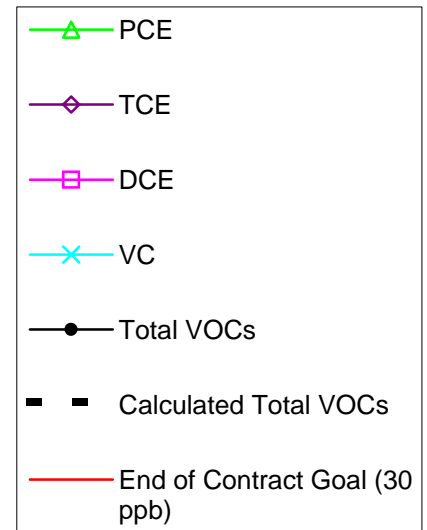 PCE
TCE
DCE
VC
Total VOCs
Calculated Total VOCs
End of Contract Goal (30
ppb)